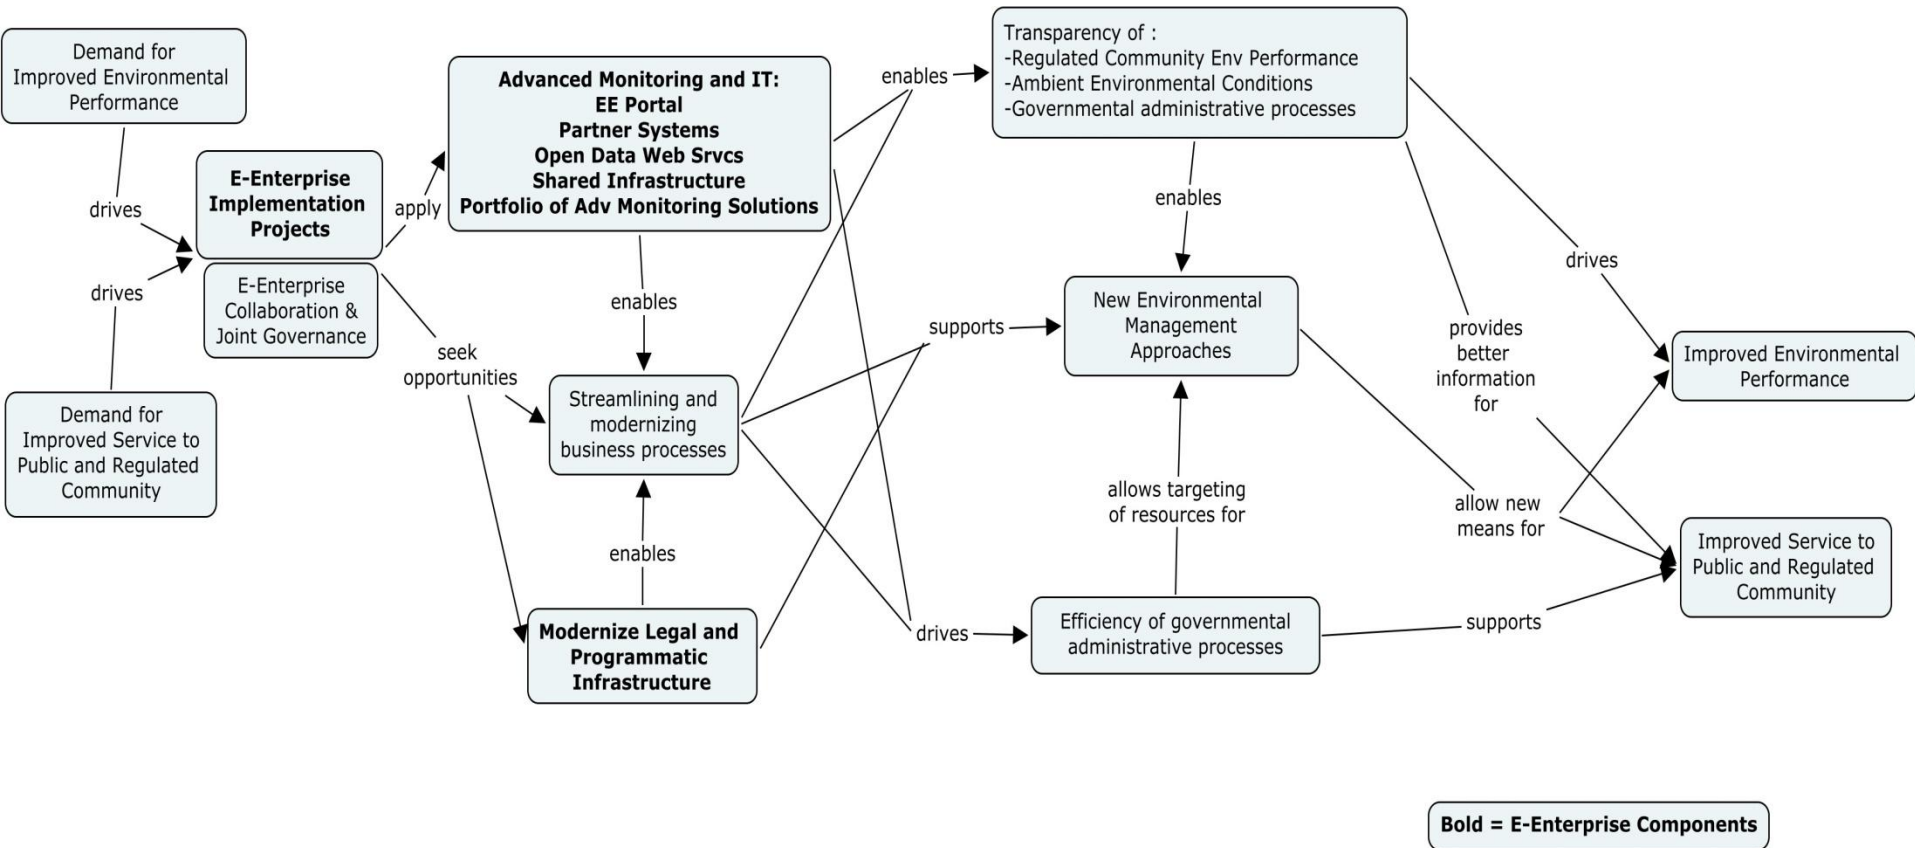 Demand for
Improved Environmental
Performance
drives
drives
Demand for
Improved Service to
Public and Regulated
Community
E-Enterprise
Implementation
Projects
E-Enterprise
Collaboration &
Joint Governance
apply
seek
opportunities
Advanced Monitoring and IT:
EE Portal
Partner Systems
Open Data Web Srvcs
Shared Infrastructure
Portfolio of Adv Monitoring Solutions
enables
Streamlining and
modernizing
business processes
enables
Modernize Legal and
Programmatic
Infrastructure
enables
supports
drives
Transparency of :
-Regulated Community Env Performance
-Ambient Environmental Conditions
-Governmental administrative processes
enables
New Environmental
Management
Approaches
allows targeting
of resources for
Efficiency of governmental
administrative processes
drives
provides
better
information
for
allow new
means for
supports
Improved Environmental
Performance
Improved Service to
Public and Regulated
Community
Bold = E-Enterprise Components